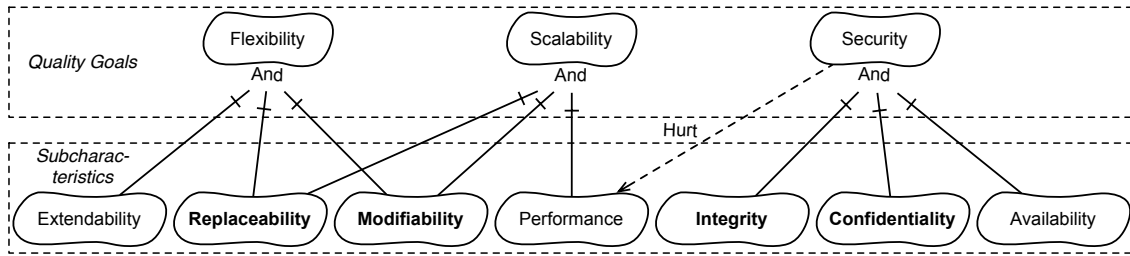 Flexibility
Scalability
Security
Quality Goals
And
And
And
Hurt
Subcharac-
teristics
Extendability
Replaceability
Modifiability
Performance
Integrity
Confidentiality
Availability